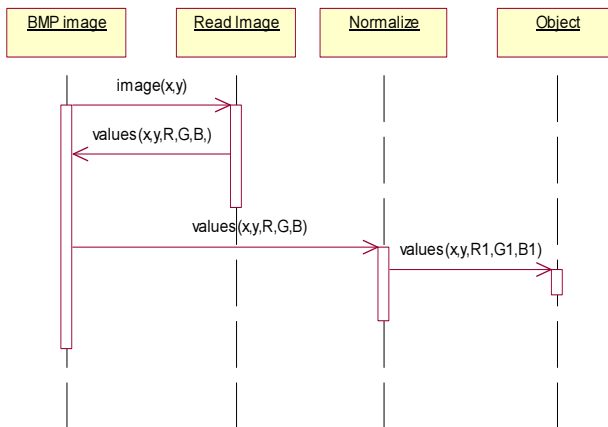 BMP image
Read Image
Normalize
Object
image(x,y)
values(x,y,R,G,B,)
values(x,y,R,G,B)
values(x,y,R1,G1,B1)